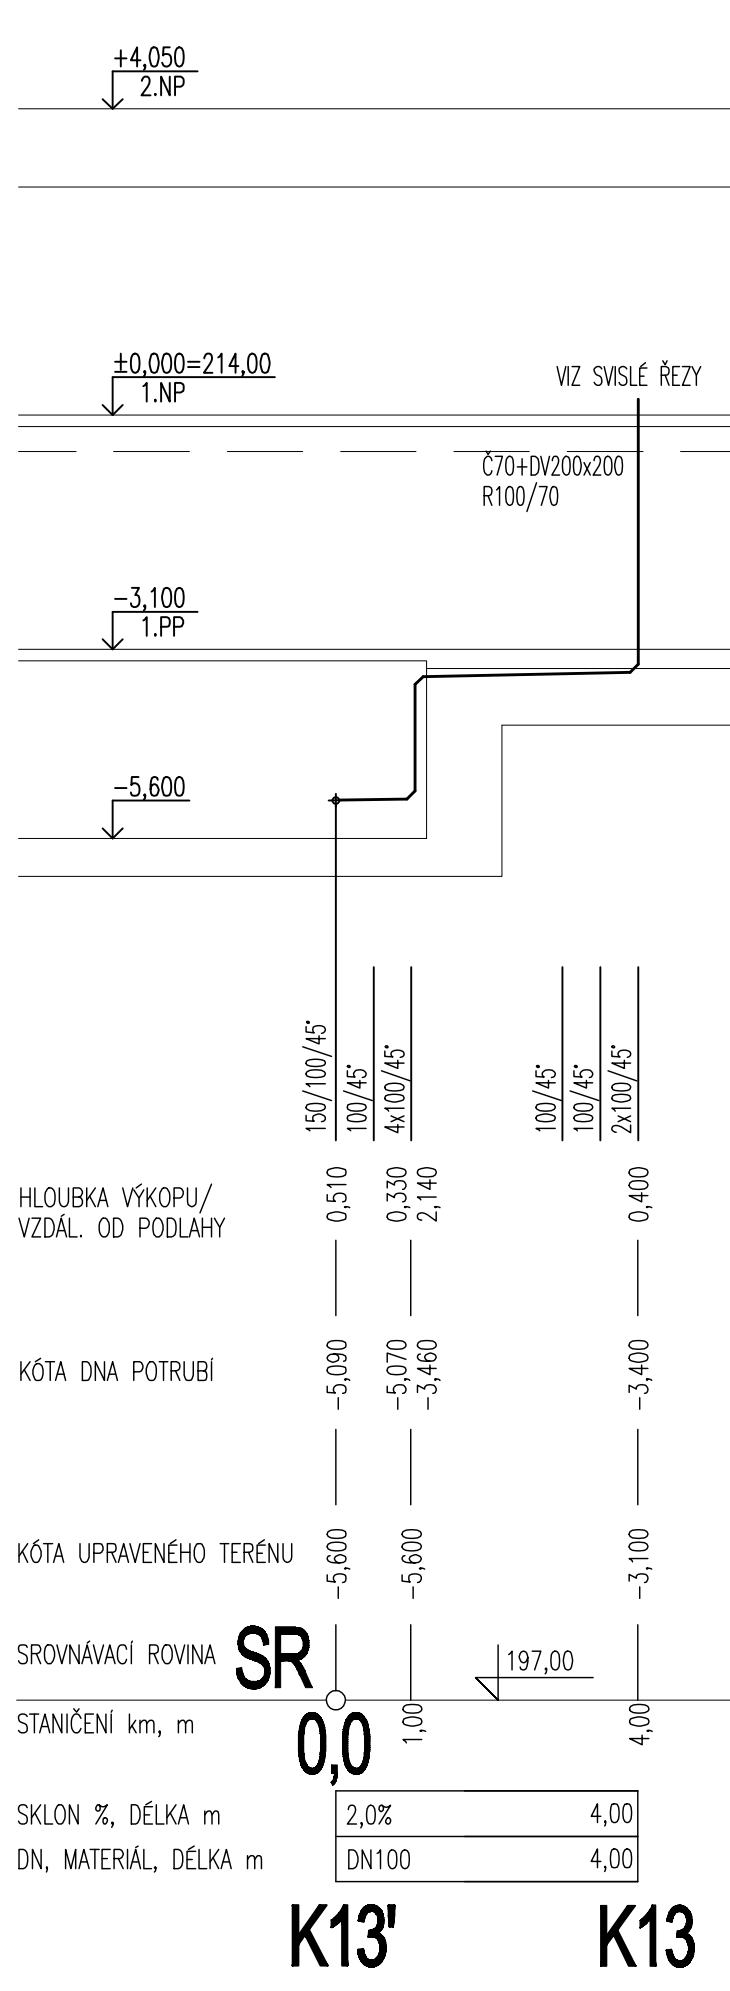 +4,050
2.NP
±0,000=214,00
1.NP
VIZ SVISLÉ ŘEZY
Č70+DV200x200
R100/70
-3,100
1.PP
-5,600
150/100/45°
100/45°
4x100/45°
100/45°
100/45°
2x100/45°
HLOUBKA VÝKOPU/
VZDÁL. OD PODLAHY
0,510
0,330
2,140
0,400
KÓTA DNA POTRUBÍ
-5,090
-5,070
-3,460
-3,400
KÓTA UPRAVENÉHO TERÉNU
-5,600
-5,600
-3,100
SROVNÁVACÍ ROVINA
SR
197,00
STANIČENÍ km, m
0,0
1,00
4,00
SKLON %, DÉLKA m
2,0%
4,00
DN, MATERIÁL, DÉLKA m
DN100
4,00
K13'
K13